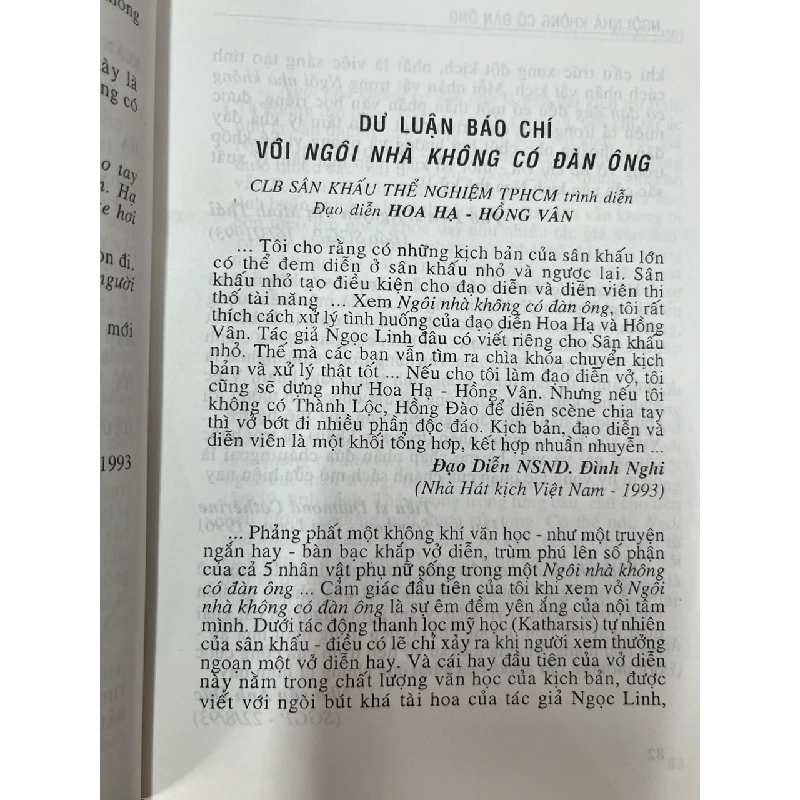 ông
ày là
ng có
o tay
n. Hạ
e hơi
ọn đi.
người
mới
1993
DƯ LUẬN BÁO CHÍ
VỚI NGÔI NHÀ KHÔNG CÓ ĐÀN ÔNG
CLB SÂN KHẤU THỂ NGHIỆM TPHCM trình diễn
Đạo diễn HOA HẠ - HỒNG VÂN
... Tôi cho rằng có những kịch bản của sân khấu lớn
có thể đem diễn ở sân khấu nhỏ và ngược lại. Sân
khấu nhỏ tạo điều kiện cho đạo diễn và diễn viên thi
thố tài năng ... Xem Ngôi nhà không có đàn ông, tôi rất
thích cách xử lý tình huống của đạo diễn Hoa Hạ và Hồng
Vân. Tác giả Ngọc Linh đâu có viết riêng cho Sân khấu
nhỏ. Thế mà các bạn vẫn tìm ra chìa khóa chuyển kịch
bản và xử lý thật tốt ... Nếu cho tôi làm đạo diễn vở, tôi
cũng sẽ dựng như Hoa Hạ - Hồng Vân. Nhưng nếu tôi
không có Thành Lộc, Hồng Đào để diễn scène chia tay
thì vở bớt đi nhiều phần độc đáo. Kịch bản, đạo diễn và
diễn viên là một khối tổng hợp, kết hợp nhuần nhuyễn ...
Đạo Diễn NSND. Đình Nghi
(Nhà Hát kịch Việt Nam - 1993)
... Phảng phất một không khí văn học - như một truyện
ngắn hay - bàn bạc khắp vở diễn, trùm phú lên số phận
của cả 5 nhân vật phụ nữ sống trong một Ngôi nhà không
có đàn ông ... Cảm giác đầu tiên của tôi khi xem vở Ngôi
nhà không có đàn ông là sự êm đềm yên ắng của nội tâm
mình. Dưới tác động thanh lọc mỹ học (Katharsis) tự nhiên
của sân khấu - điều có lẽ chỉ xảy ra khi người xem thưởng
ngoạn một vở diễn hay. Và cái hay đầu tiên của vở diễn
này nằm trong chất lượng văn học của kịch bản, được
viết với ngòi bút khá tài hoa của tác giả Ngọc Linh,